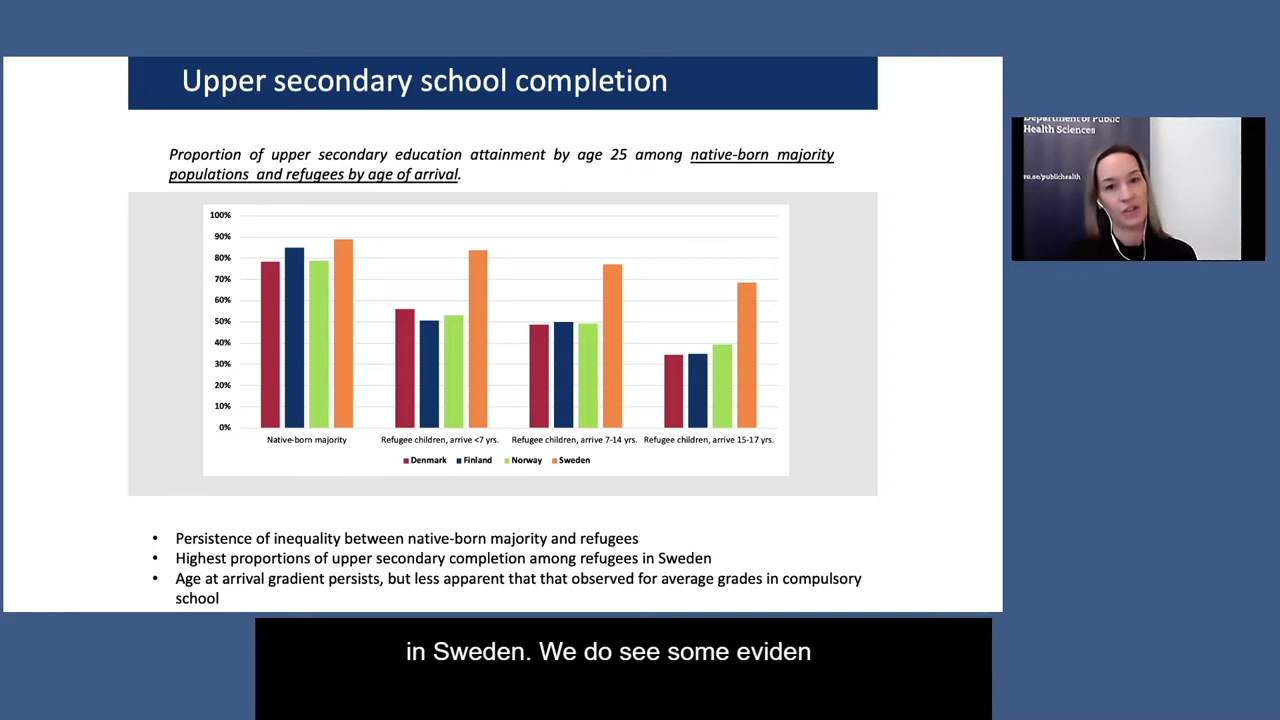 Upper secondary school completion
Proportion of upper secondary education attainment by age 25 among native-born majority
populations and refugees by age of arrival.
100%
90%
80%
70%
60%
50%
40%
30%
20%
10%
0%
Native-born majority
Refugee children, arrive <7 yrs.
Refugee children, arrive 7-14 yrs.
Refugee children, arrive 15-17 yrs.
Denmark Finland Norway Sweden
• Persistence of inequality between native-born majority and refugees
• Highest proportions of upper secondary completion among refugees in Sweden
• Age at arrival gradient persists, but less apparent that that observed for average grades in compulsory
school
Department of Public
Health Sciences
su.se/publichealth
in Sweden. We do see some eviden